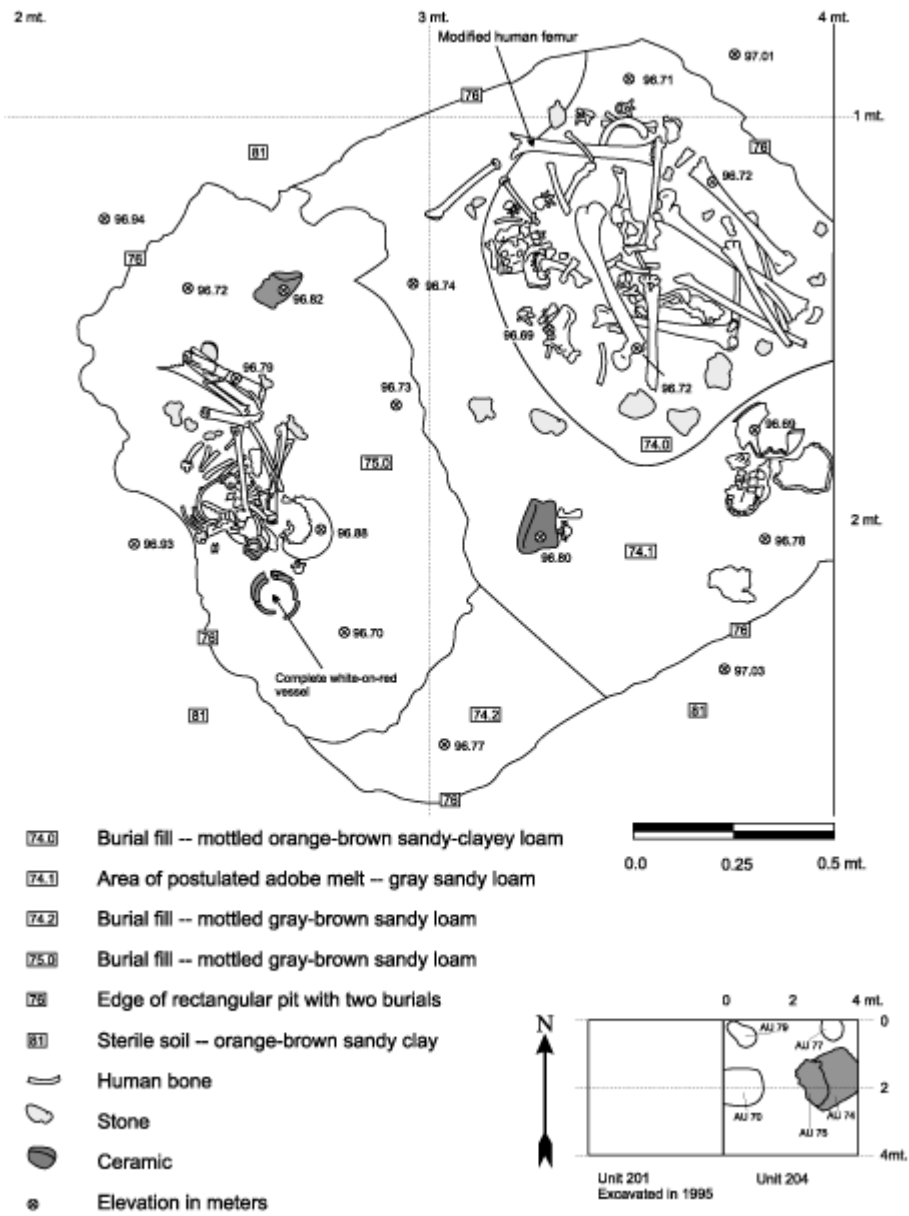 2 mt.
3 mt.
4 mt.
Modified human femur
97.01
96.71
76
1 mt.
81
76
96.72
96.94
76
96.72
96.82
96.74
96.69
96.79
96.73
96.72
96.69
75.0
74.0
96.93
96.88
96.80
74.1
96.78
2 mt.
76
96.70
76
97.03
Complete white-on-red
vessel
81
74.2
81
96.77
76
74.0 Burial fill -- mottled orange-brown sandy-clayey loam
0.0 0.25 0.5 mt.
74.1 Area of postulated adobe melt -- gray sandy loam
74.2 Burial fill -- mottled gray-brown sandy loam
75.0 Burial fill -- mottled gray-brown sandy loam
76 Edge of rectangular pit with two burials
81 Sterile soil -- orange-brown sandy clay
Human bone
Stone
Ceramic
Elevation in meters
N
0 2 4 mt.
0
AU 79
AU 77
2
AU 70
AU 74
AU 75
4mt.
Unit 201
Excavated in 1995
Unit 204